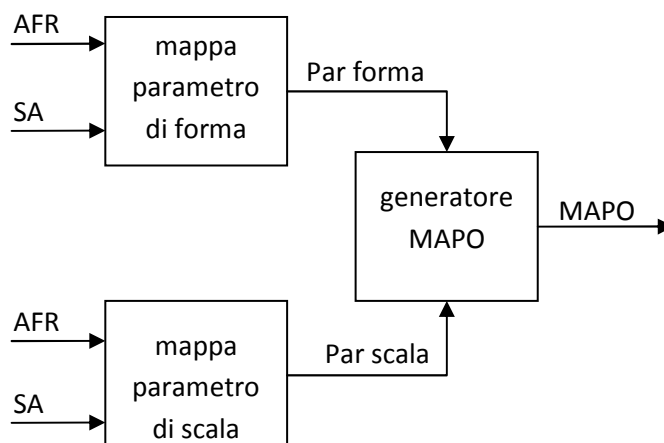 AFR
SA
mappa
parametro
di forma
Par forma
generatore
MAPO
MAPO
AFR
SA
mappa
parametro
di scala
Par scala